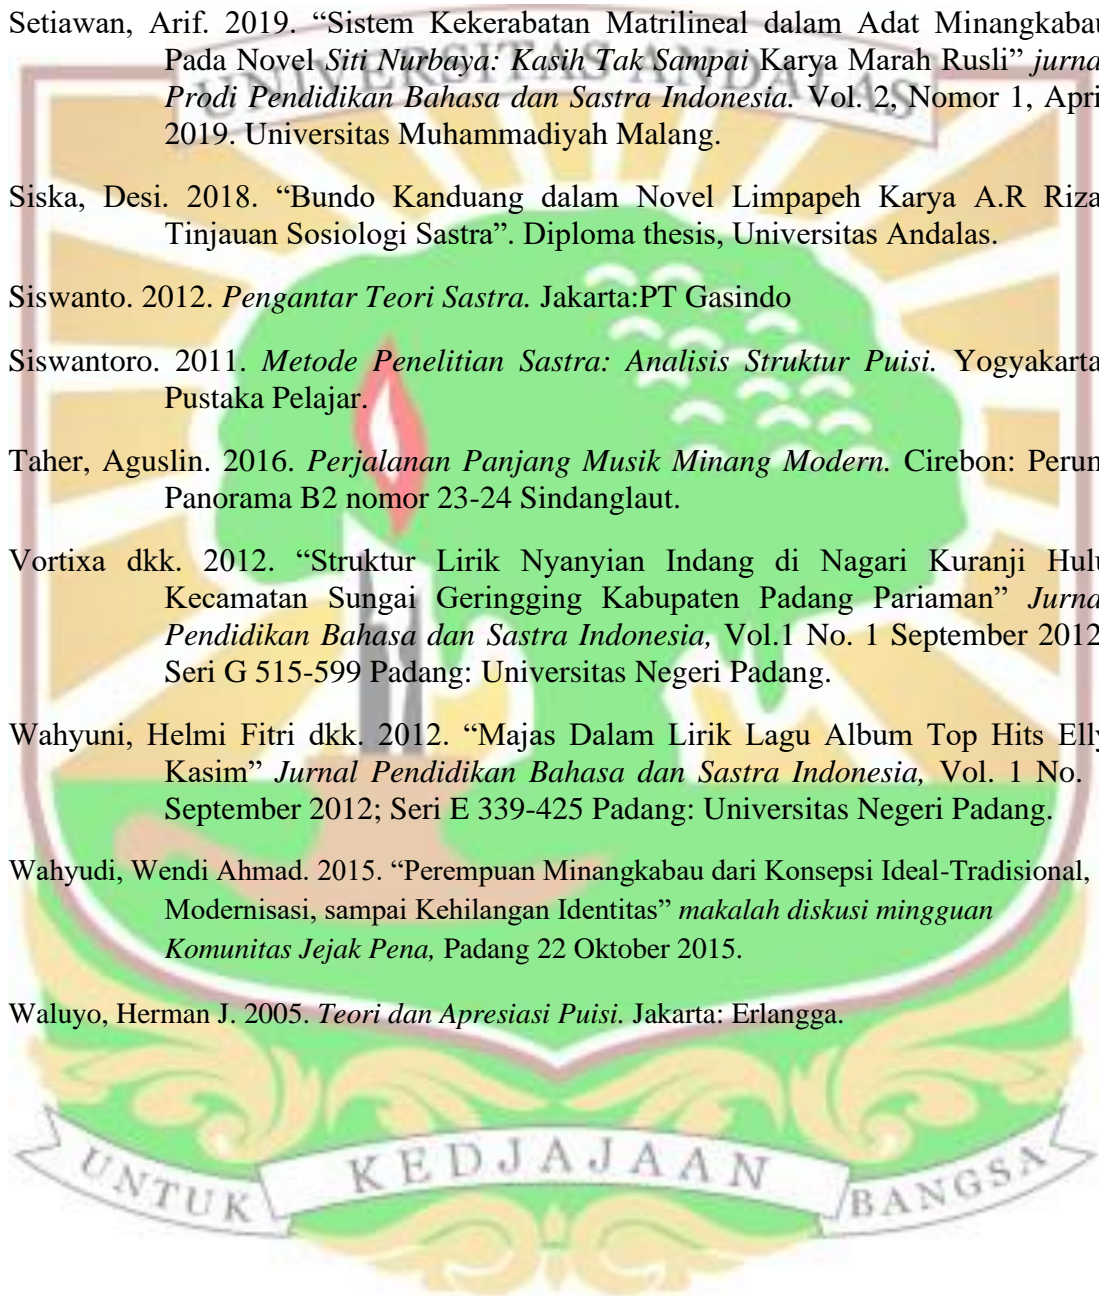 Setiawan, Arif. 2019. “Sistem Kekerabatan Matrilineal dalam Adat Minangkabau
Pada Novel Siti Nurbaya: Kasih Tak Sampai Karya Marah Rusli” jurna
UNIVERSITAS ANDALAS
Prodi Pendidikan Bahasa dan Sastra Indonesia. Vol. 2, Nomor 1, Apri
2019. Universitas Muhammadiyah Malang.
Siska, Desi. 2018. “Bundo Kanduang dalam Novel Limpapeh Karya A.R Riza
Tinjauan Sosiologi Sastra”. Diploma thesis, Universitas Andalas.
Siswanto. 2012. Pengantar Teori Sastra. Jakarta:PT Gasindo
Siswantoro. 2011. Metode Penelitian Sastra: Analisis Struktur Puisi. Yogyakarta
Pustaka Pelajar.
Taher, Aguslin. 2016. Perjalanan Panjang Musik Minang Modern. Cirebon: Perum
Panorama B2 nomor 23-24 Sindanglaut.
Vortixa dkk. 2012. “Struktur Lirik Nyanyian Indang di Nagari Kuranji Hulu
Kecamatan Sungai Geringging Kabupaten Padang Pariaman” Jurna
Pendidikan Bahasa dan Sastra Indonesia, Vol.1 No. 1 September 2012
Seri G 515-599 Padang: Universitas Negeri Padang.
Wahyuni, Helmi Fitri dkk. 2012. “Majas Dalam Lirik Lagu Album Top Hits Elly
Kasim” Jurnal Pendidikan Bahasa dan Sastra Indonesia, Vol. 1 No.
September 2012; Seri E 339-425 Padang: Universitas Negeri Padang.
Wahyudi, Wendi Ahmad. 2015. “Perempuan Minangkabau dari Konsepsi Ideal-Tradisional,
Modernisasi, sampai Kehilangan Identitas” makalah diskusi mingguan
Komunitas Jejak Pena, Padang 22 Oktober 2015.
Waluyo, Herman J. 2005. Teori dan Apresiasi Puisi. Jakarta: Erlangga.
UNTUK KEDJAJAAN BANGSA